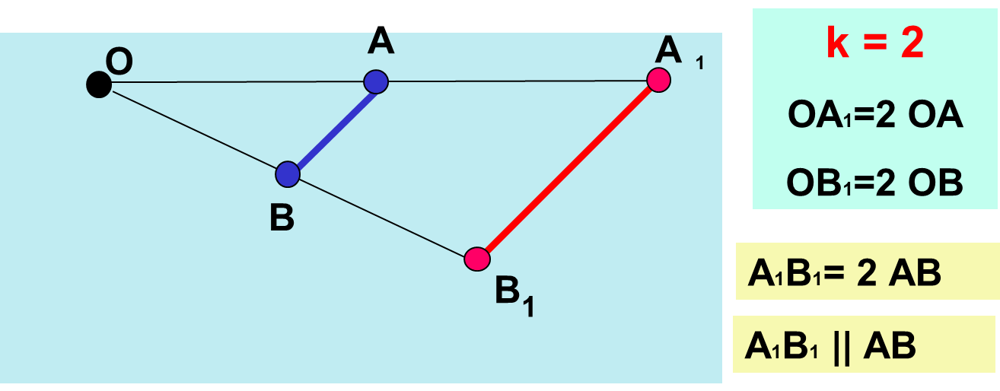 O
A
A 1
B
B1
k = 2
OA1=2 OA
OB1=2 OB
A1B1= 2 AB
A1B1 || AB